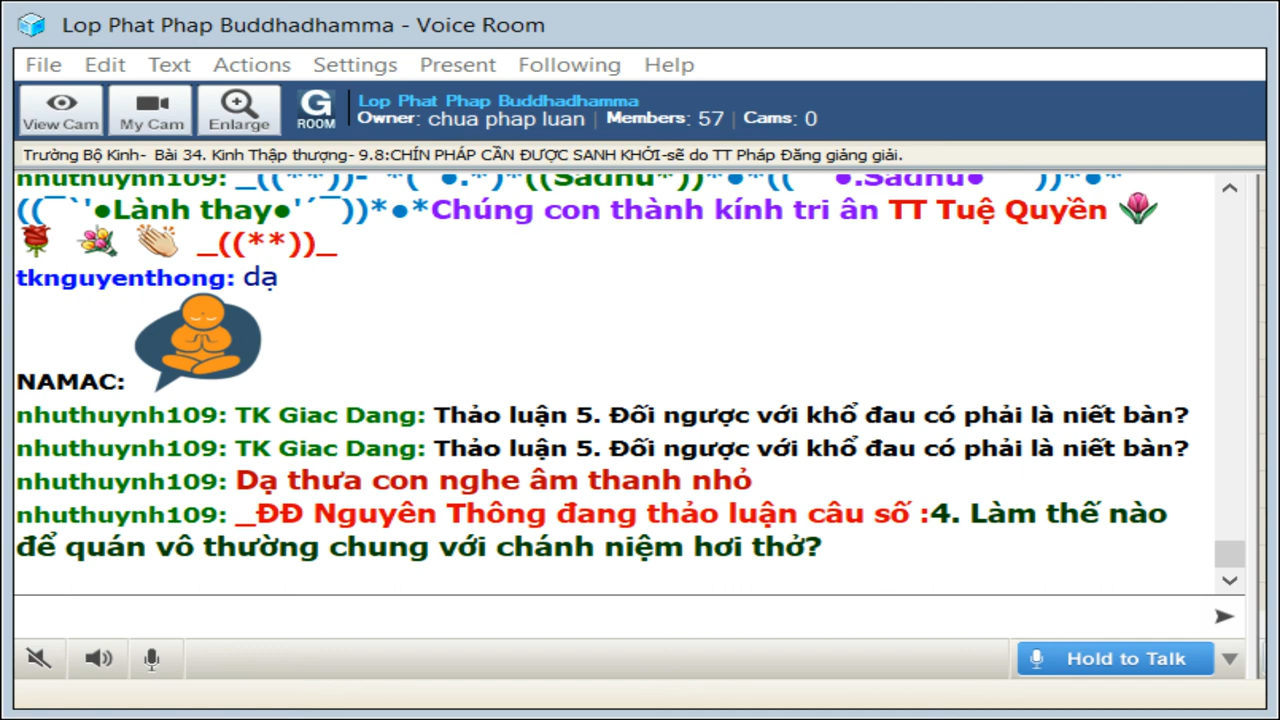 Lop Phat Phap Buddhadhamma - Voice Room
File Edit Text Actions Settings Present Following Help
View Cam My Cam Enlarge G ROOM
Lop Phat Phap Buddhadhamma
Owner: chua phap luan | Members: 57 | Cams: 0
Trường Bộ Kinh- Bài 34. Kinh Thập thượng- 9.8:CHÍN PHÁP CẦN ĐƯỢC SANH KHỞI-sẽ do TT Pháp Đăng giảng giải.
nhuthuynh109: _((**))- *(¯●.*)*((Sadhu*))*●*((¯ ●.Sadhu● ¯))*●*
((¯`'●Lành thay●'´¯))*●*Chúng con thành kính tri ân TT Tuệ Quyền
_((**))_
tknguyenthong: dạ
NAMAC:
nhuthuynh109: TK Giac Dang: Thảo luận 5. Đối ngược với khổ đau có phải là niết bàn?
nhuthuynh109: TK Giac Dang: Thảo luận 5. Đối ngược với khổ đau có phải là niết bàn?
nhuthuynh109: Dạ thưa con nghe âm thanh nhỏ
nhuthuynh109: _ĐĐ Nguyên Thông đang thảo luận câu số :4. Làm thế nào
để quán vô thường chung với chánh niệm hơi thở?
Hold to Talk